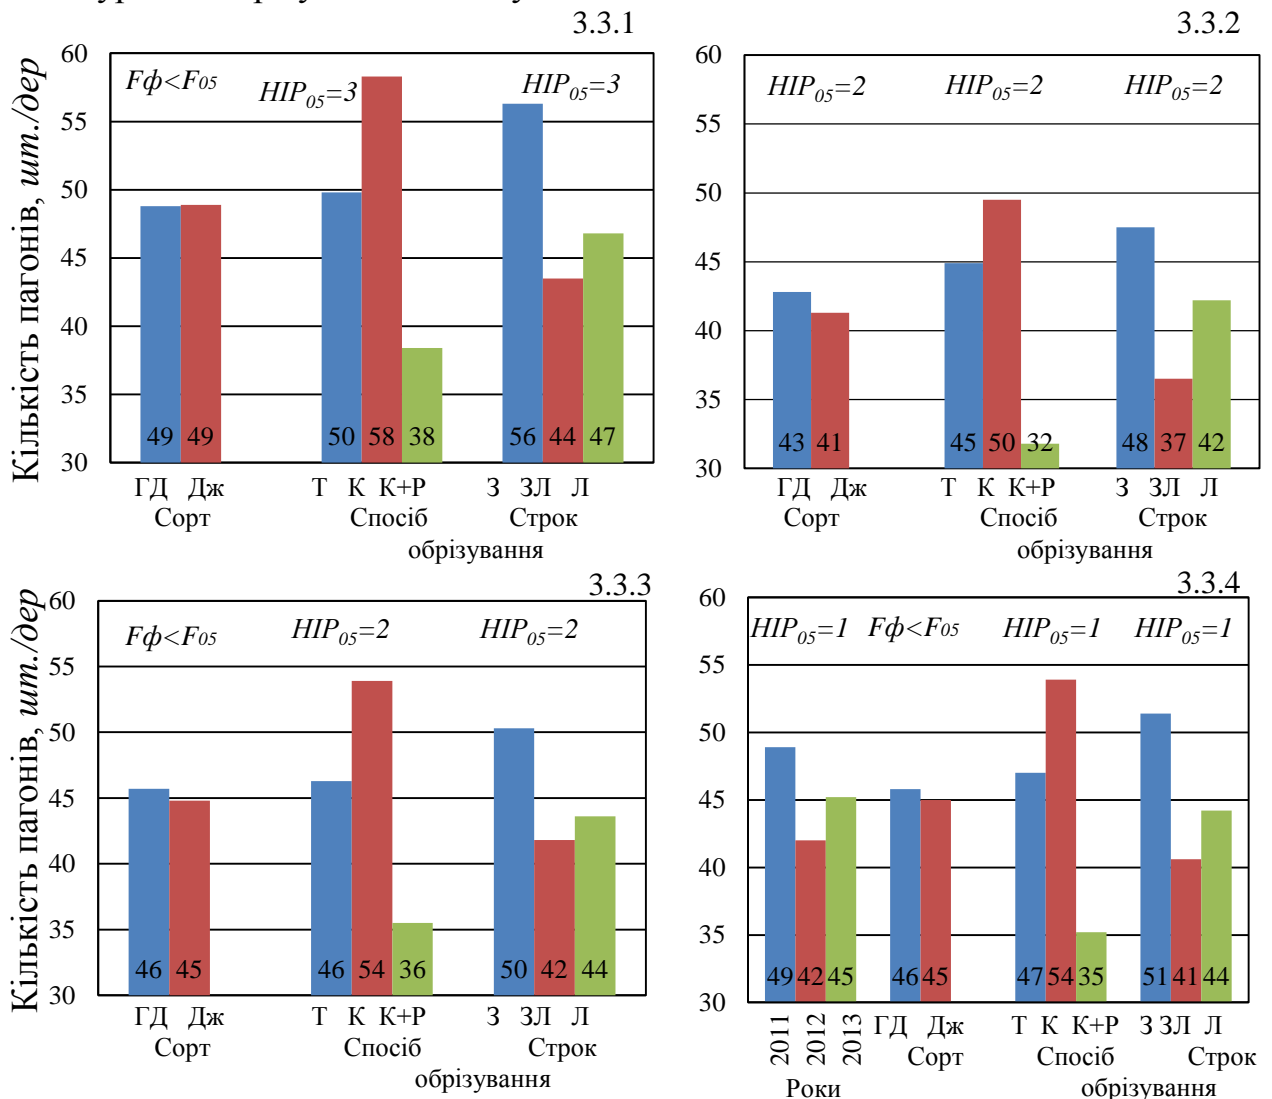 3.3.1
Кількість пагонів, шт./дер
60
55
50
45
40
35
30
Fф<F05
НІР05=3
НІР05=3
49 49 50 58 38 56 44 47
ГД Дж Т К К+Р З ЗЛ Л
Сорт Спосіб Строк
обрізування
3.3.2
60
55
50
45
40
35
30
НІР05=2 НІР05=2 НІР05=2
43 41 45 50 32 48 37 42
ГД Дж Т К К+Р З ЗЛ Л
Сорт Спосіб Строк
обрізування
3.3.3
Кількість пагонів, шт./дер
60
55
50
45
40
35
30
Fф<F05 НІР05=2 НІР05=2
46 45 46 54 36 50 42 44
ГД Дж Т К К+Р З ЗЛ Л
Сорт Спосіб Строк
обрізування
3.3.4
60
55
50
45
40
35
30
НІР05=1 Fф<F05 НІР05=1 НІР05=1
49 42 45 46 45 47 54 35 51 41 44
2011 2012 2013 ГД Дж Т К К+Р З ЗЛ Л
Сорт Спосіб Строк
Роки обрізування